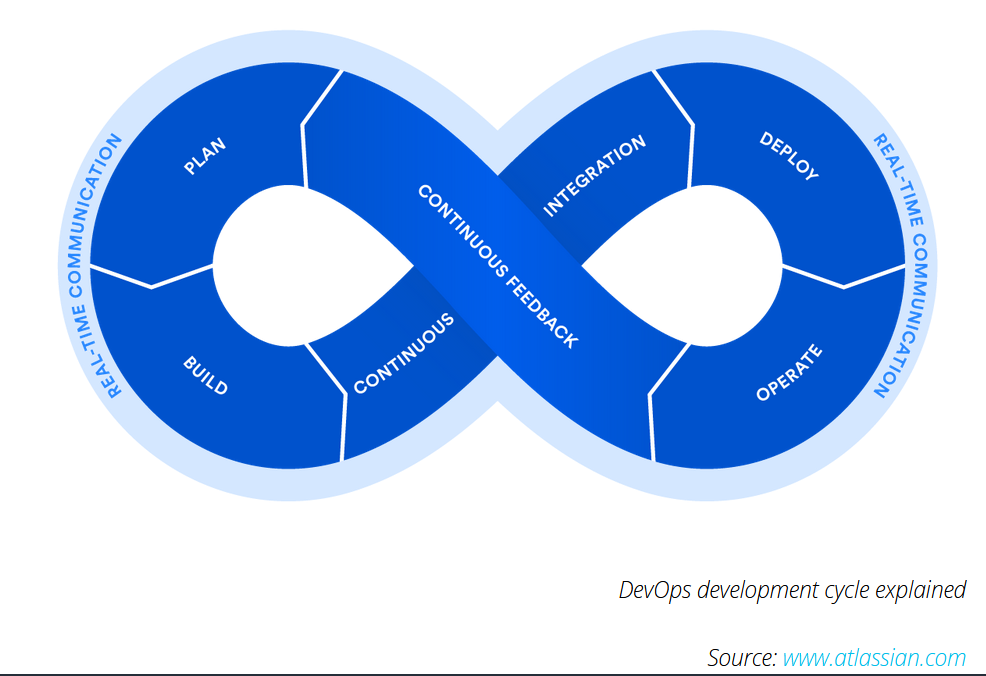 REAL-TIME COMMUNICATION
PLAN
BUILD
CONTINUOUS
INTEGRATION
CONTINUOUS FEEDBACK
DEPLOY
OPERATE
REAL-TIME COMMUNICATION
DevOps development cycle explained
Source: www.atlassian.com